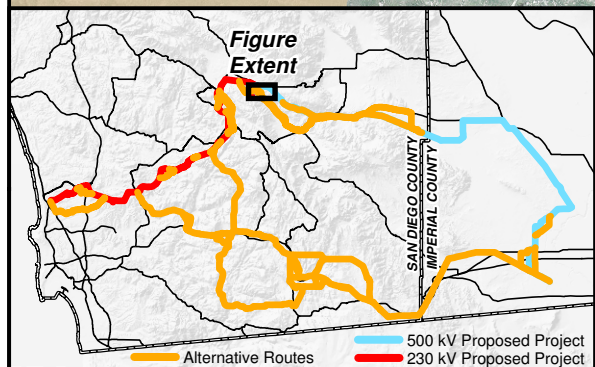 Figure
Extent
SAN DIEGO COUNTY
IMPERIAL COUNTY
500 kV Proposed Project
Alternative Routes
230 kV Proposed Project